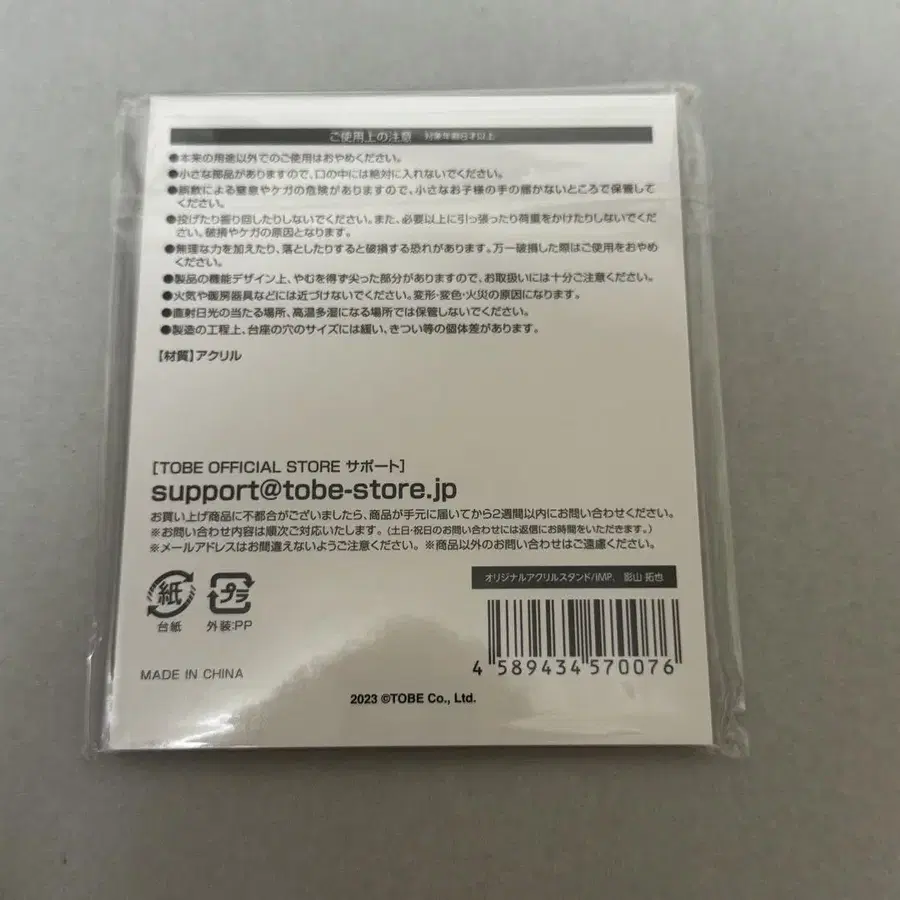 ご使用上の注意 対象年齢6才以上
●本来の用途以外でのご使用はおやめください。
●小さな部品がありますので、口の中には絶対に入れないでください。
●誤飲による窒息やケガの危険がありますので、小さなお子様の手の届かないところで保管して
ください。
●投げたり振り回したりしないでください。また、必要以上に引っ張ったり荷重をかけたりしないでくだ
さい。破損やケガの原因となります。
●無理な力を加えたり、落としたりすると破損する恐れがあります。万一破損した際はご使用をおやめ
ください。
●製品の機能デザイン上、やむを得ず尖った部分がありますので、お取扱いには十分ご注意ください。
●火気や暖房器具などには近づけないでください。変形・変色・火災の原因になります。
●直射日光の当たる場所、高温多湿になる場所では保管しないでください。
●製造の工程上、台座の穴のサイズには緩い、きつい等の個体差があります。
【材質】アクリル
[TOBE OFFICIAL STORE サポート]
support@tobe-store.jp
お買い上げ商品に不都合がございましたら、商品が手元に届いてから2週間以内にお問い合わせください。
※お問い合わせ内容は順次ご対応いたします。(土日・祝日のお問い合わせには返信にお時間をいただきます。)
※メールアドレスはお間違えないようご注意ください。※商品以外のお問い合わせはご遠慮ください。
オリジナルアクリルスタンド/IMP. 影山 拓也
紙
台紙
プラ
外装:PP
4 589434 570076
MADE IN CHINA
2023 ©TOBE Co., Ltd.